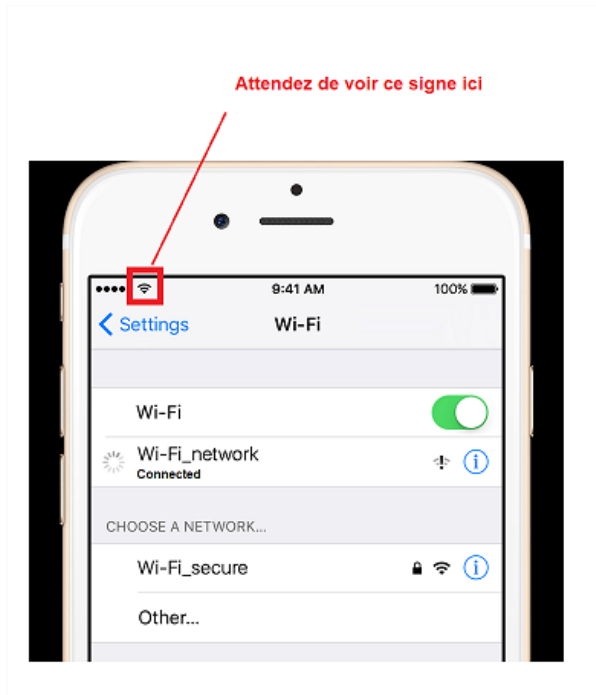 Attendez de voir ce signe ici
9:41 AM
100%
Settings
Wi-Fi
Wi-Fi
Wi-Fi_network
Connected
CHOOSE A NETWORK...
Wi-Fi_secure
Other...